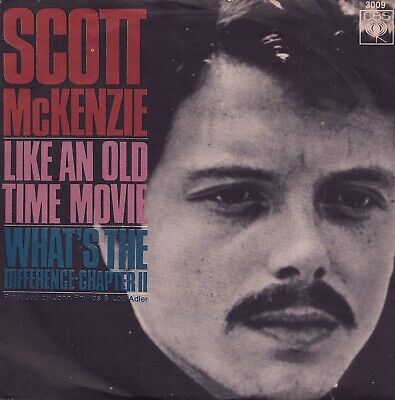 SCOTT
McKENZIE
LIKE AN OLD
TIME MOVIE
WHAT'S THE
DIFFERENCE-CHAPTER II
Produced by John Phillips & Lou Adler
3009
CBS